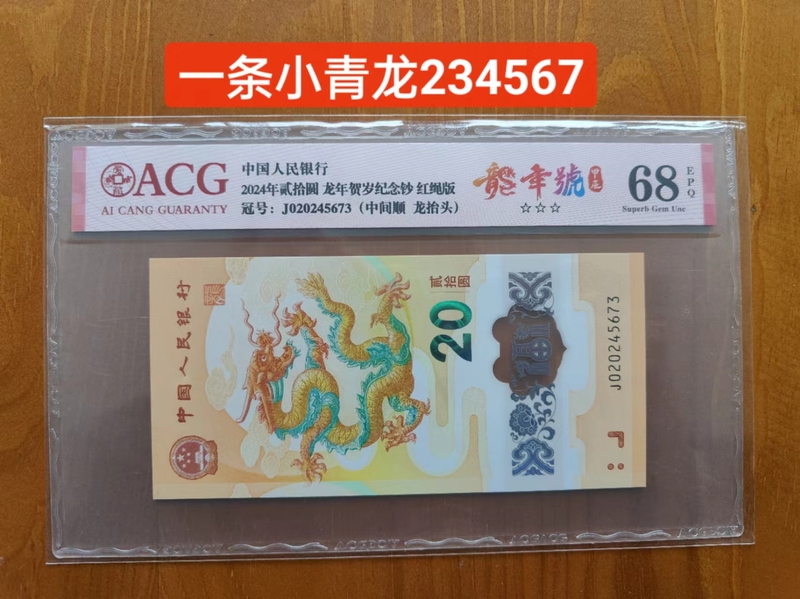 一条小青龙234567
ACG
AI CANG GUARANTY
中国人民银行
2024年贰拾圆 龙年贺岁纪念钞 红绳版
冠号：J020245673（中间顺 龙抬头）
龍年號
☆☆☆
68
EPQ
Superb Gem Unc
中国人民银行
贰拾圆
20
J020245673